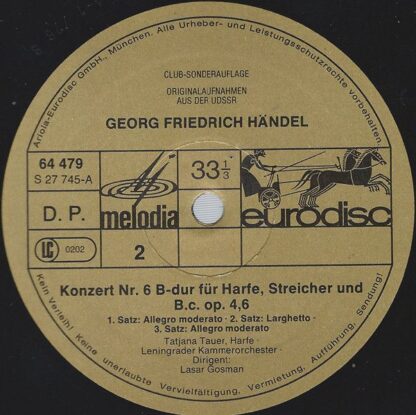 Ariola-Eurodisc GmbH., München. Alle Urheber- und Leistungsschutzrechte vorbehalten
CLUB-SONDERAUFLAGE
ORIGINALAUFNAHMEN
AUS DER UDSSR
GEORG FRIEDRICH HÄNDEL
64 479
S 27 745-A
33 1/3
D. P.
melodia
eurodisc
LC 0202
2
Konzert Nr. 6 B-dur für Harfe, Streicher und
B.c. op. 4,6
1. Satz: Allegro moderato · 2. Satz: Larghetto ·
3. Satz: Allegro moderato
Tatjana Tauer, Harfe ·
Leningrader Kammerorchester ·
Dirigent:
Lasar Gosman
Kein Verleih! Keine unerlaubte Vervielfältigung, Vermietung, Aufführung, Sendung!